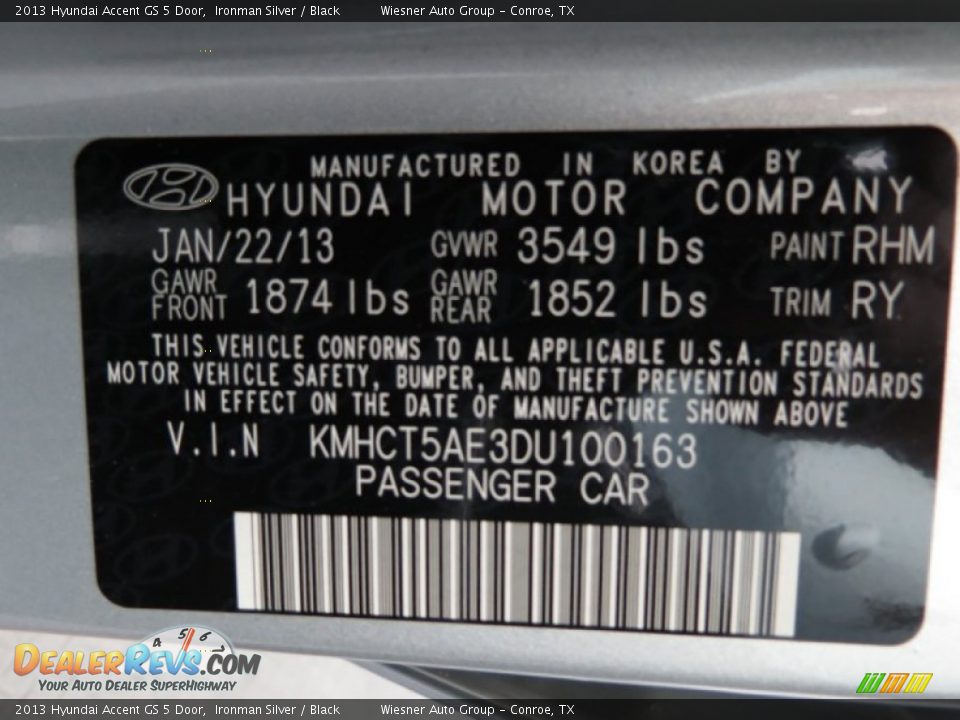 2013 Hyundai Accent GS 5 Door, Ironman Silver / Black Wiesner Auto Group - Conroe, TX
MANUFACTURED IN KOREA BY
HYUNDAI MOTOR COMPANY
JAN/22/13 GVWR 3549 lbs PAINT RHM
GAWR FRONT 1874 lbs GAWR REAR 1852 lbs TRIM RY
THIS VEHICLE CONFORMS TO ALL APPLICABLE U.S.A. FEDERAL
MOTOR VEHICLE SAFETY, BUMPER, AND THEFT PREVENTION STANDARDS
IN EFFECT ON THE DATE OF MANUFACTURE SHOWN ABOVE
V.I.N KMHCT5AE3DU100163
PASSENGER CAR
4 5 6
DEALERREVS.COM
YOUR AUTO DEALER SUPERHIGHWAY
2013 Hyundai Accent GS 5 Door, Ironman Silver / Black Wiesner Auto Group - Conroe, TX